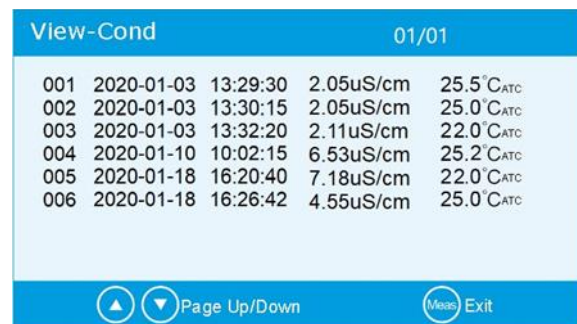 View-Cond 01/01
001 2020-01-03 13:29:30 2.05uS/cm 25.5°CATC
002 2020-01-03 13:30:15 2.05uS/cm 25.0°CATC
003 2020-01-03 13:32:20 2.11uS/cm 22.0°CATC
004 2020-01-10 10:02:15 6.53uS/cm 25.2°CATC
005 2020-01-18 16:20:40 7.18uS/cm 22.0°CATC
006 2020-01-18 16:26:42 4.55uS/cm 25.0°CATC
▲ ▼ Page Up/Down Meas Exit